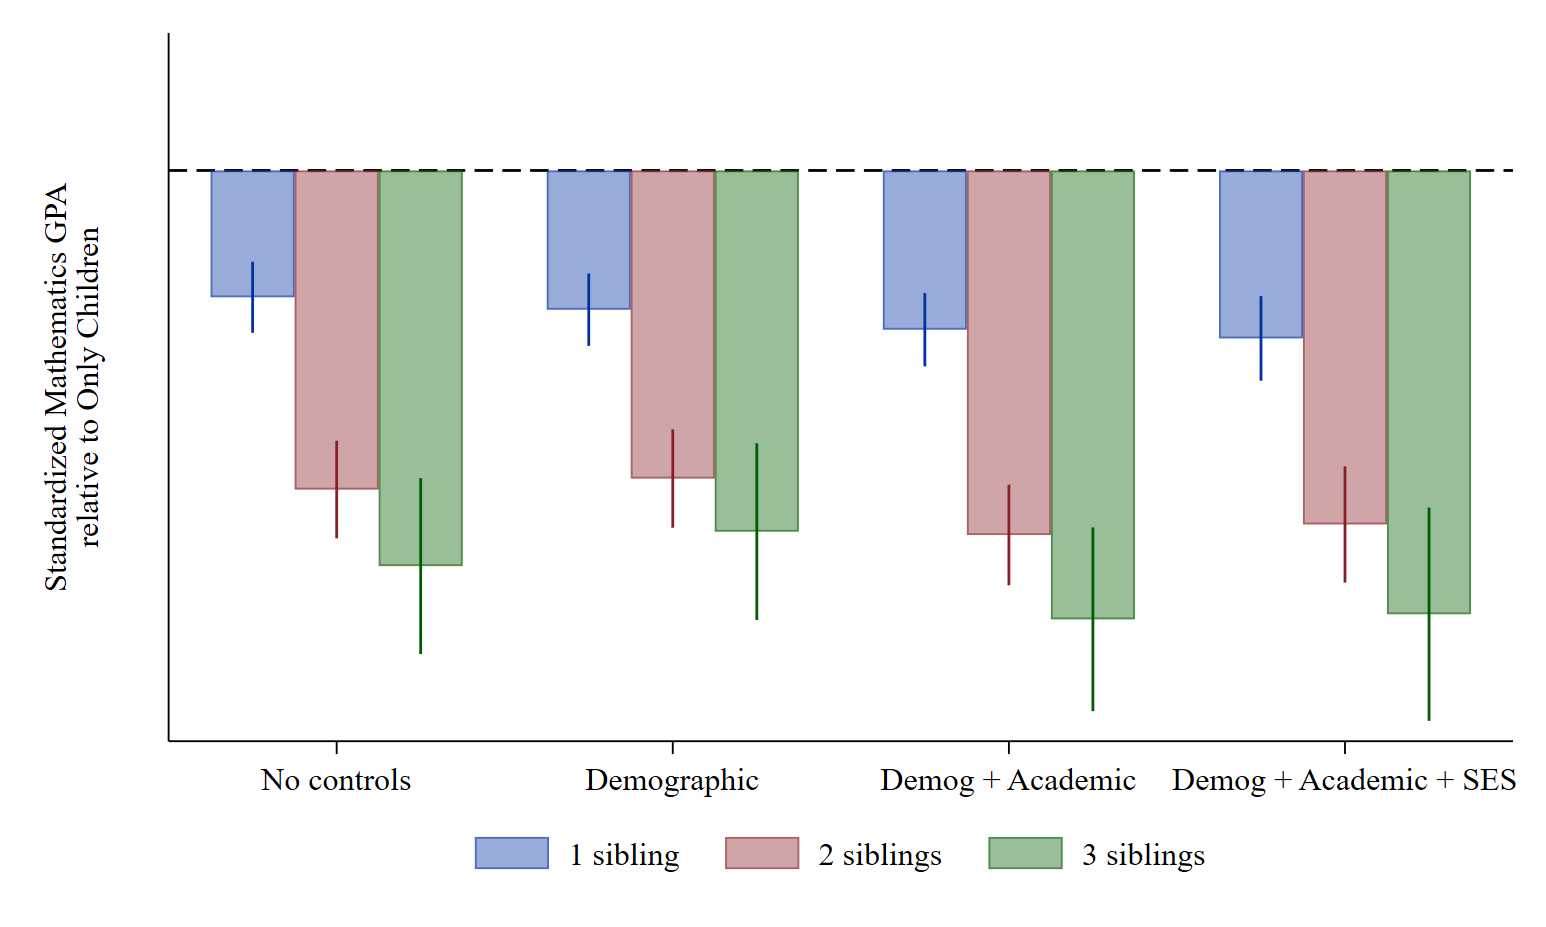 Standardized Mathematics GPA
relative to Only Children
No controls
Demographic
Demog + Academic
Demog + Academic + SES
1 sibling
2 siblings
3 siblings